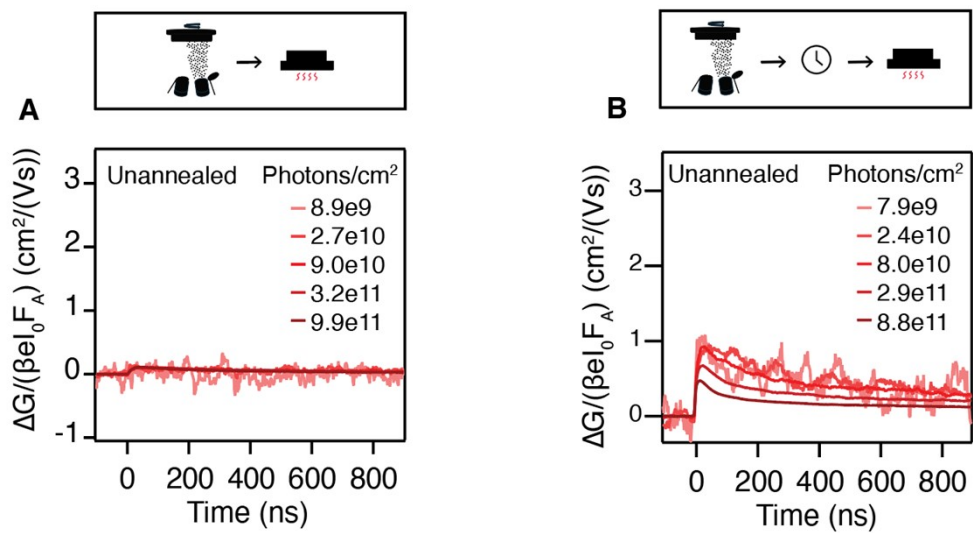 A
ΔG/(βeI₀F_A) (cm²/(Vs))
3
2
1
0
-1
Unannealed
Photons/cm²
8.9e9
2.7e10
9.0e10
3.2e11
9.9e11
0
200
400
600
800
Time (ns)
B
ΔG/(βeI₀F_A) (cm²/(Vs))
3
2
1
0
Unannealed
Photons/cm²
7.9e9
2.4e10
8.0e10
2.9e11
8.8e11
0
200
400
600
800
Time (ns)